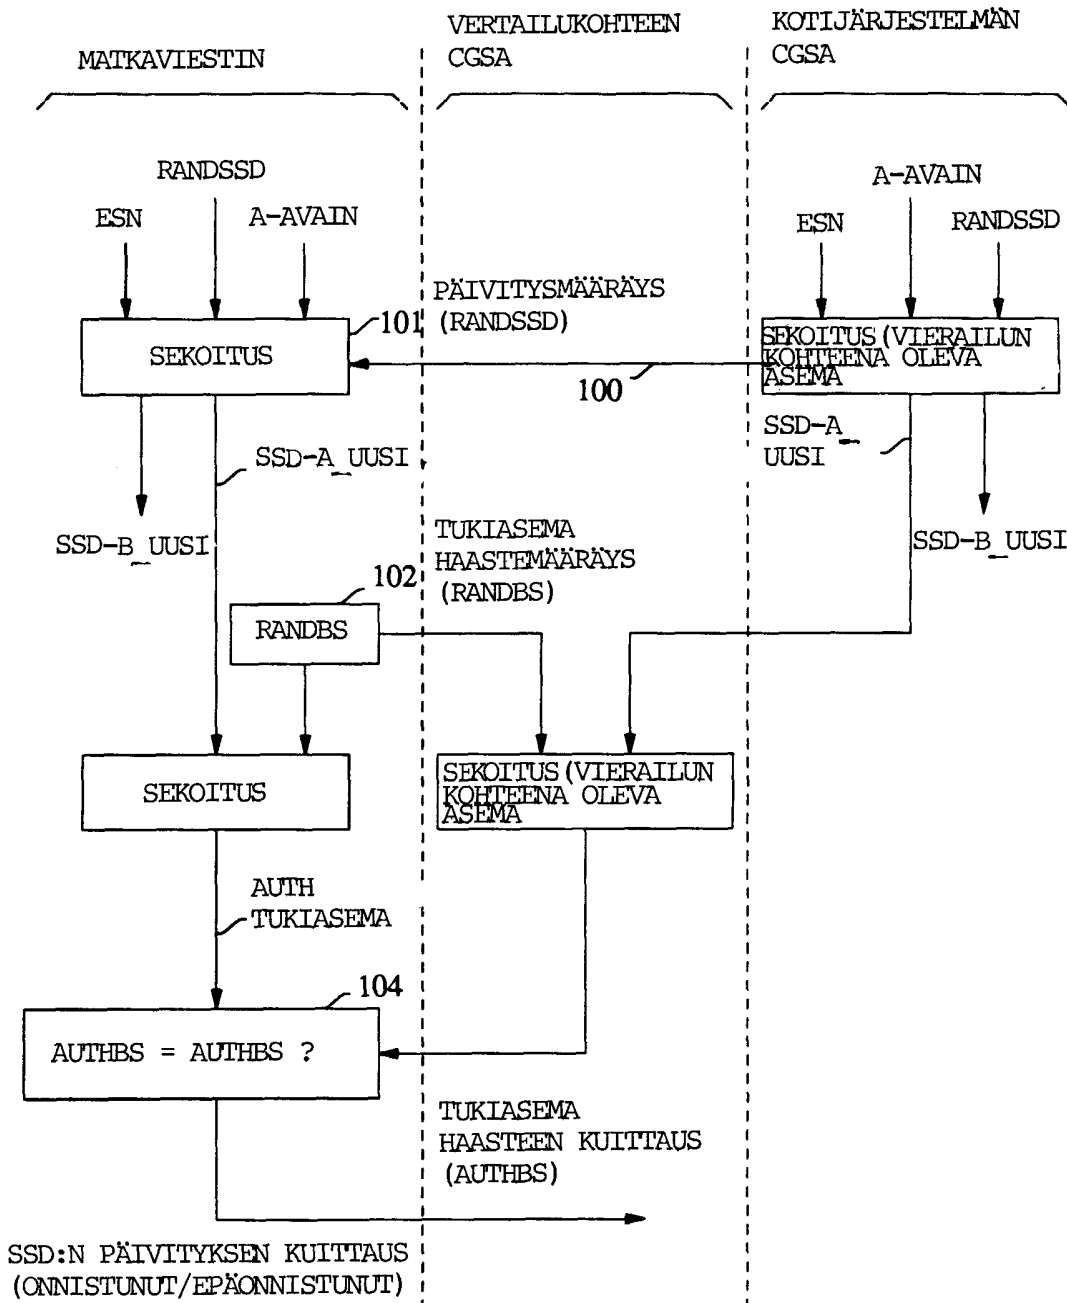 MATKAVIESTIN
VERTAILUKOHTEEN
CGSA
KOTIJÄRJESTELMÄN
CGSA
RANDSSD
ESN
A-AVAIN
A-AVAIN
ESN
RANDSSD
PÄIVITYSMÄÄRÄYS
(RANDSSD)
101
SEKOITUS
100
SEKOITUS (VIERAILUN
KOHTEENA OLEVA
ASEMA
SSD-A_UUSI
SSD-B_UUSI
SSD-A_
UUSI
SSD-B_UUSI
TUKIASEMA
HAASTEMÄÄRÄYS
(RANDBS)
102
RANDBS
SEKOITUS
SEKOITUS (VIERAILUN
KOHTEENA OLEVA
ASEMA
AUTH
TUKIASEMA
104
AUTHBS = AUTHBS ?
TUKIASEMA
HAASTEEN KUITTAUS
(AUTHBS)
SSD:N PÄIVITYKSEN KUITTAUS
(ONNISTUNUT/EPÄONNISTUNUT)